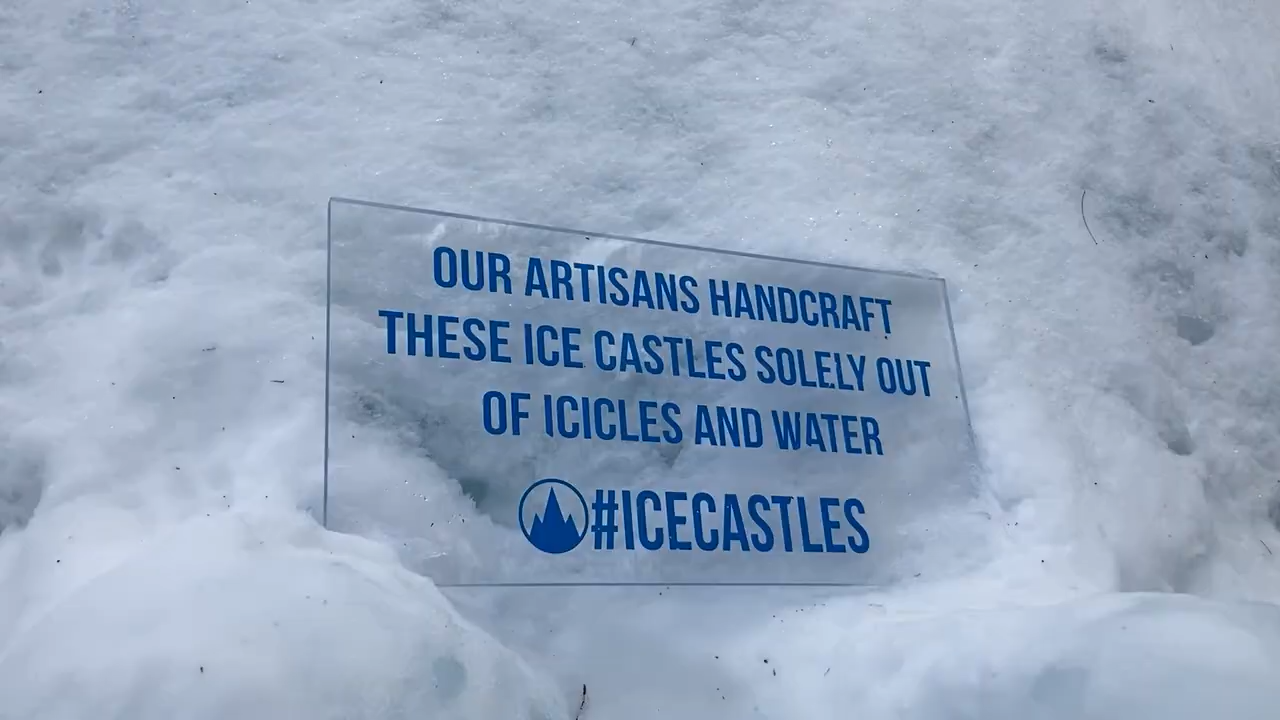 OUR ARTISANS HANDCRAFT
THESE ICE CASTLES SOLELY OUT
OF ICICLES AND WATER
#ICECASTLES